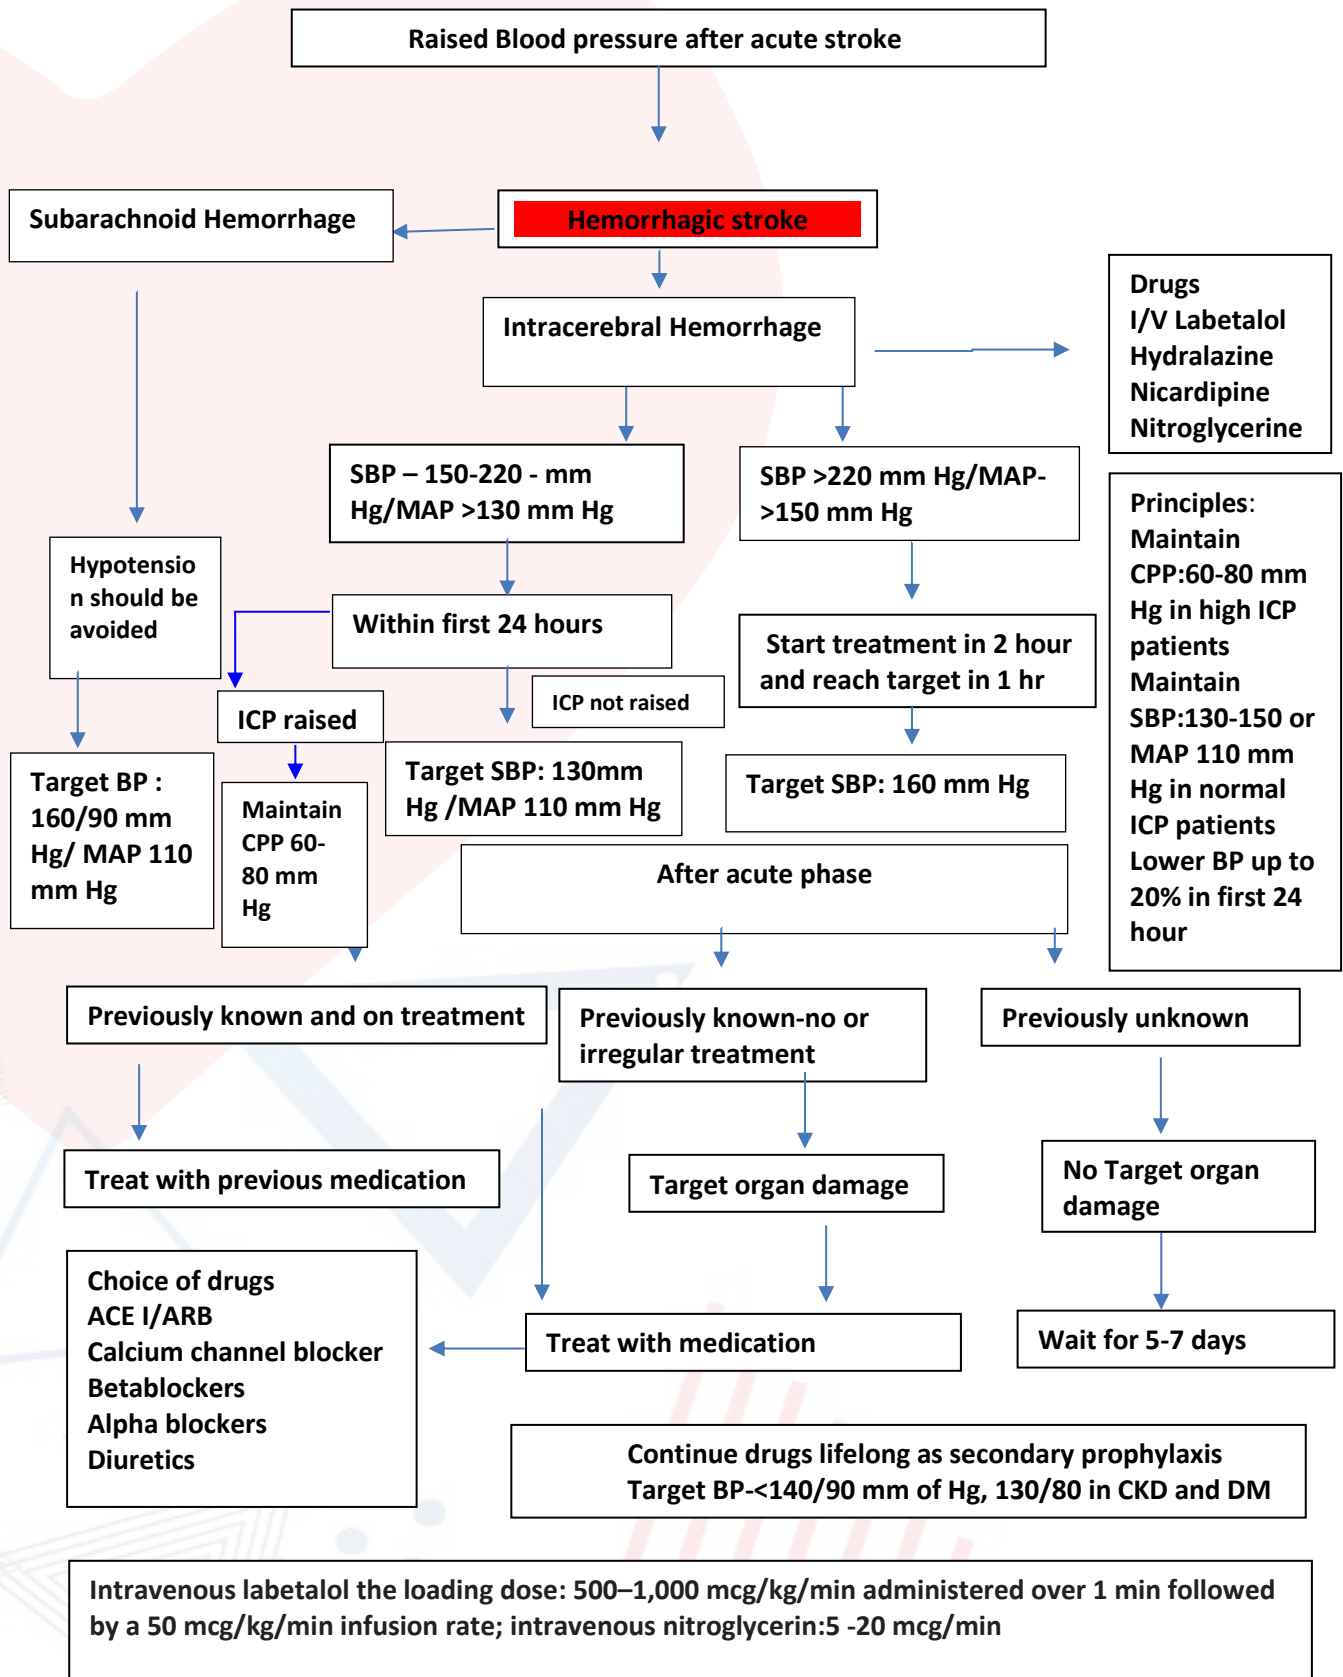 Raised Blood pressure after acute stroke
Subarachnoid Hemorrhage
Hemorrhagic stroke
Intracerebral Hemorrhage
Drugs
I/V Labetalol
Hydralazine
Nicardipine
Nitroglycerine
SBP – 150-220 - mm
Hg/MAP >130 mm Hg
SBP >220 mm Hg/MAP-
>150 mm Hg
Principles:
Maintain
CPP:60-80 mm
Hg in high ICP
patients
Maintain
SBP:130-150 or
MAP 110 mm
Hg in normal
ICP patients
Lower BP up to
20% in first 24
hour
Hypotensio
n should be
avoided
Within first 24 hours
Start treatment in 2 hour
and reach target in 1 hr
ICP raised
ICP not raised
Target BP :
160/90 mm
Hg/ MAP 110
mm Hg
Maintain
CPP 60-
80 mm
Hg
Target SBP: 130mm
Hg /MAP 110 mm Hg
Target SBP: 160 mm Hg
After acute phase
Previously known and on treatment
Previously known-no or
irregular treatment
Previously unknown
Treat with previous medication
Target organ damage
No Target organ
damage
Choice of drugs
ACE I/ARB
Calcium channel blocker
Betablockers
Alpha blockers
Diuretics
Treat with medication
Wait for 5-7 days
Continue drugs lifelong as secondary prophylaxis
Target BP-<140/90 mm of Hg, 130/80 in CKD and DM
Intravenous labetalol the loading dose: 500–1,000 mcg/kg/min administered over 1 min followed
by a 50 mcg/kg/min infusion rate; intravenous nitroglycerin:5 -20 mcg/min